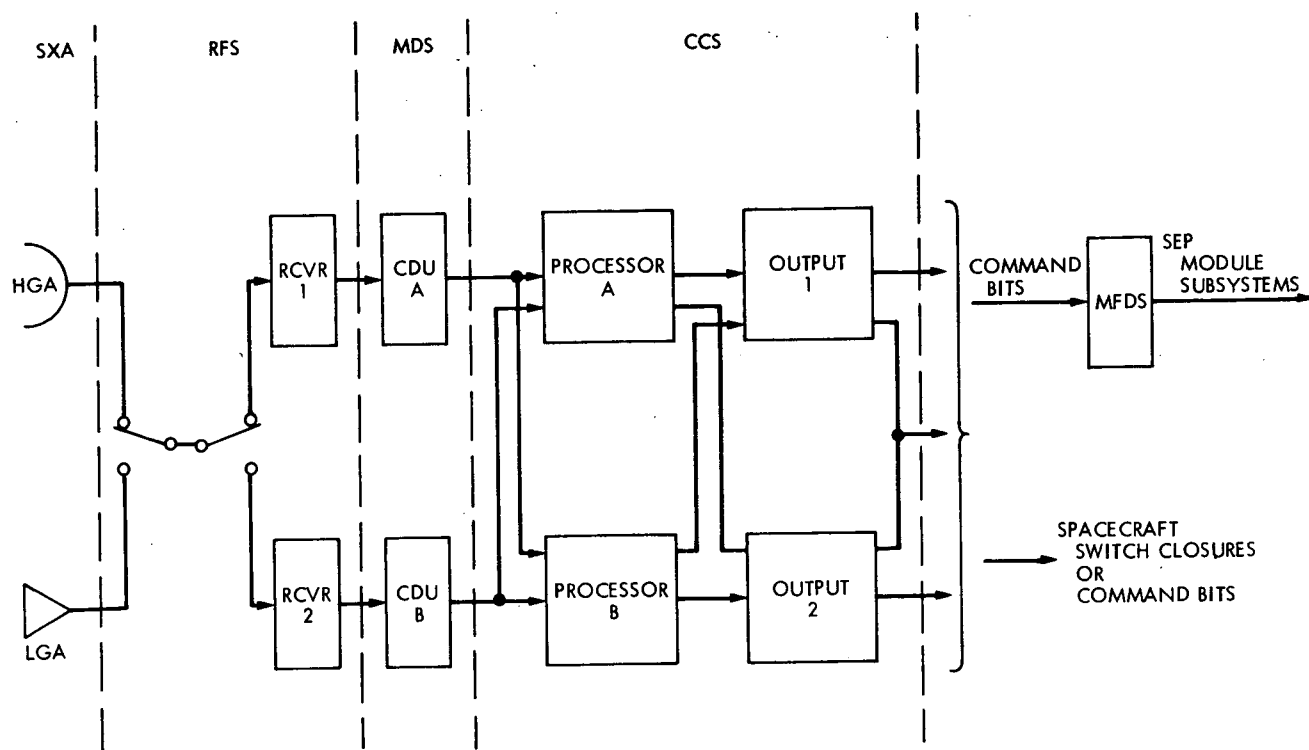 SXA
RFS
MDS
CCS
HGA
LGA
RCVR
1
RCVR
2
CDU
A
CDU
B
PROCESSOR
A
PROCESSOR
B
OUTPUT
1
OUTPUT
2
COMMAND
BITS
MFDS
SEP
MODULE
SUBSYSTEMS
SPACECRAFT
SWITCH CLOSURES
OR
COMMAND BITS